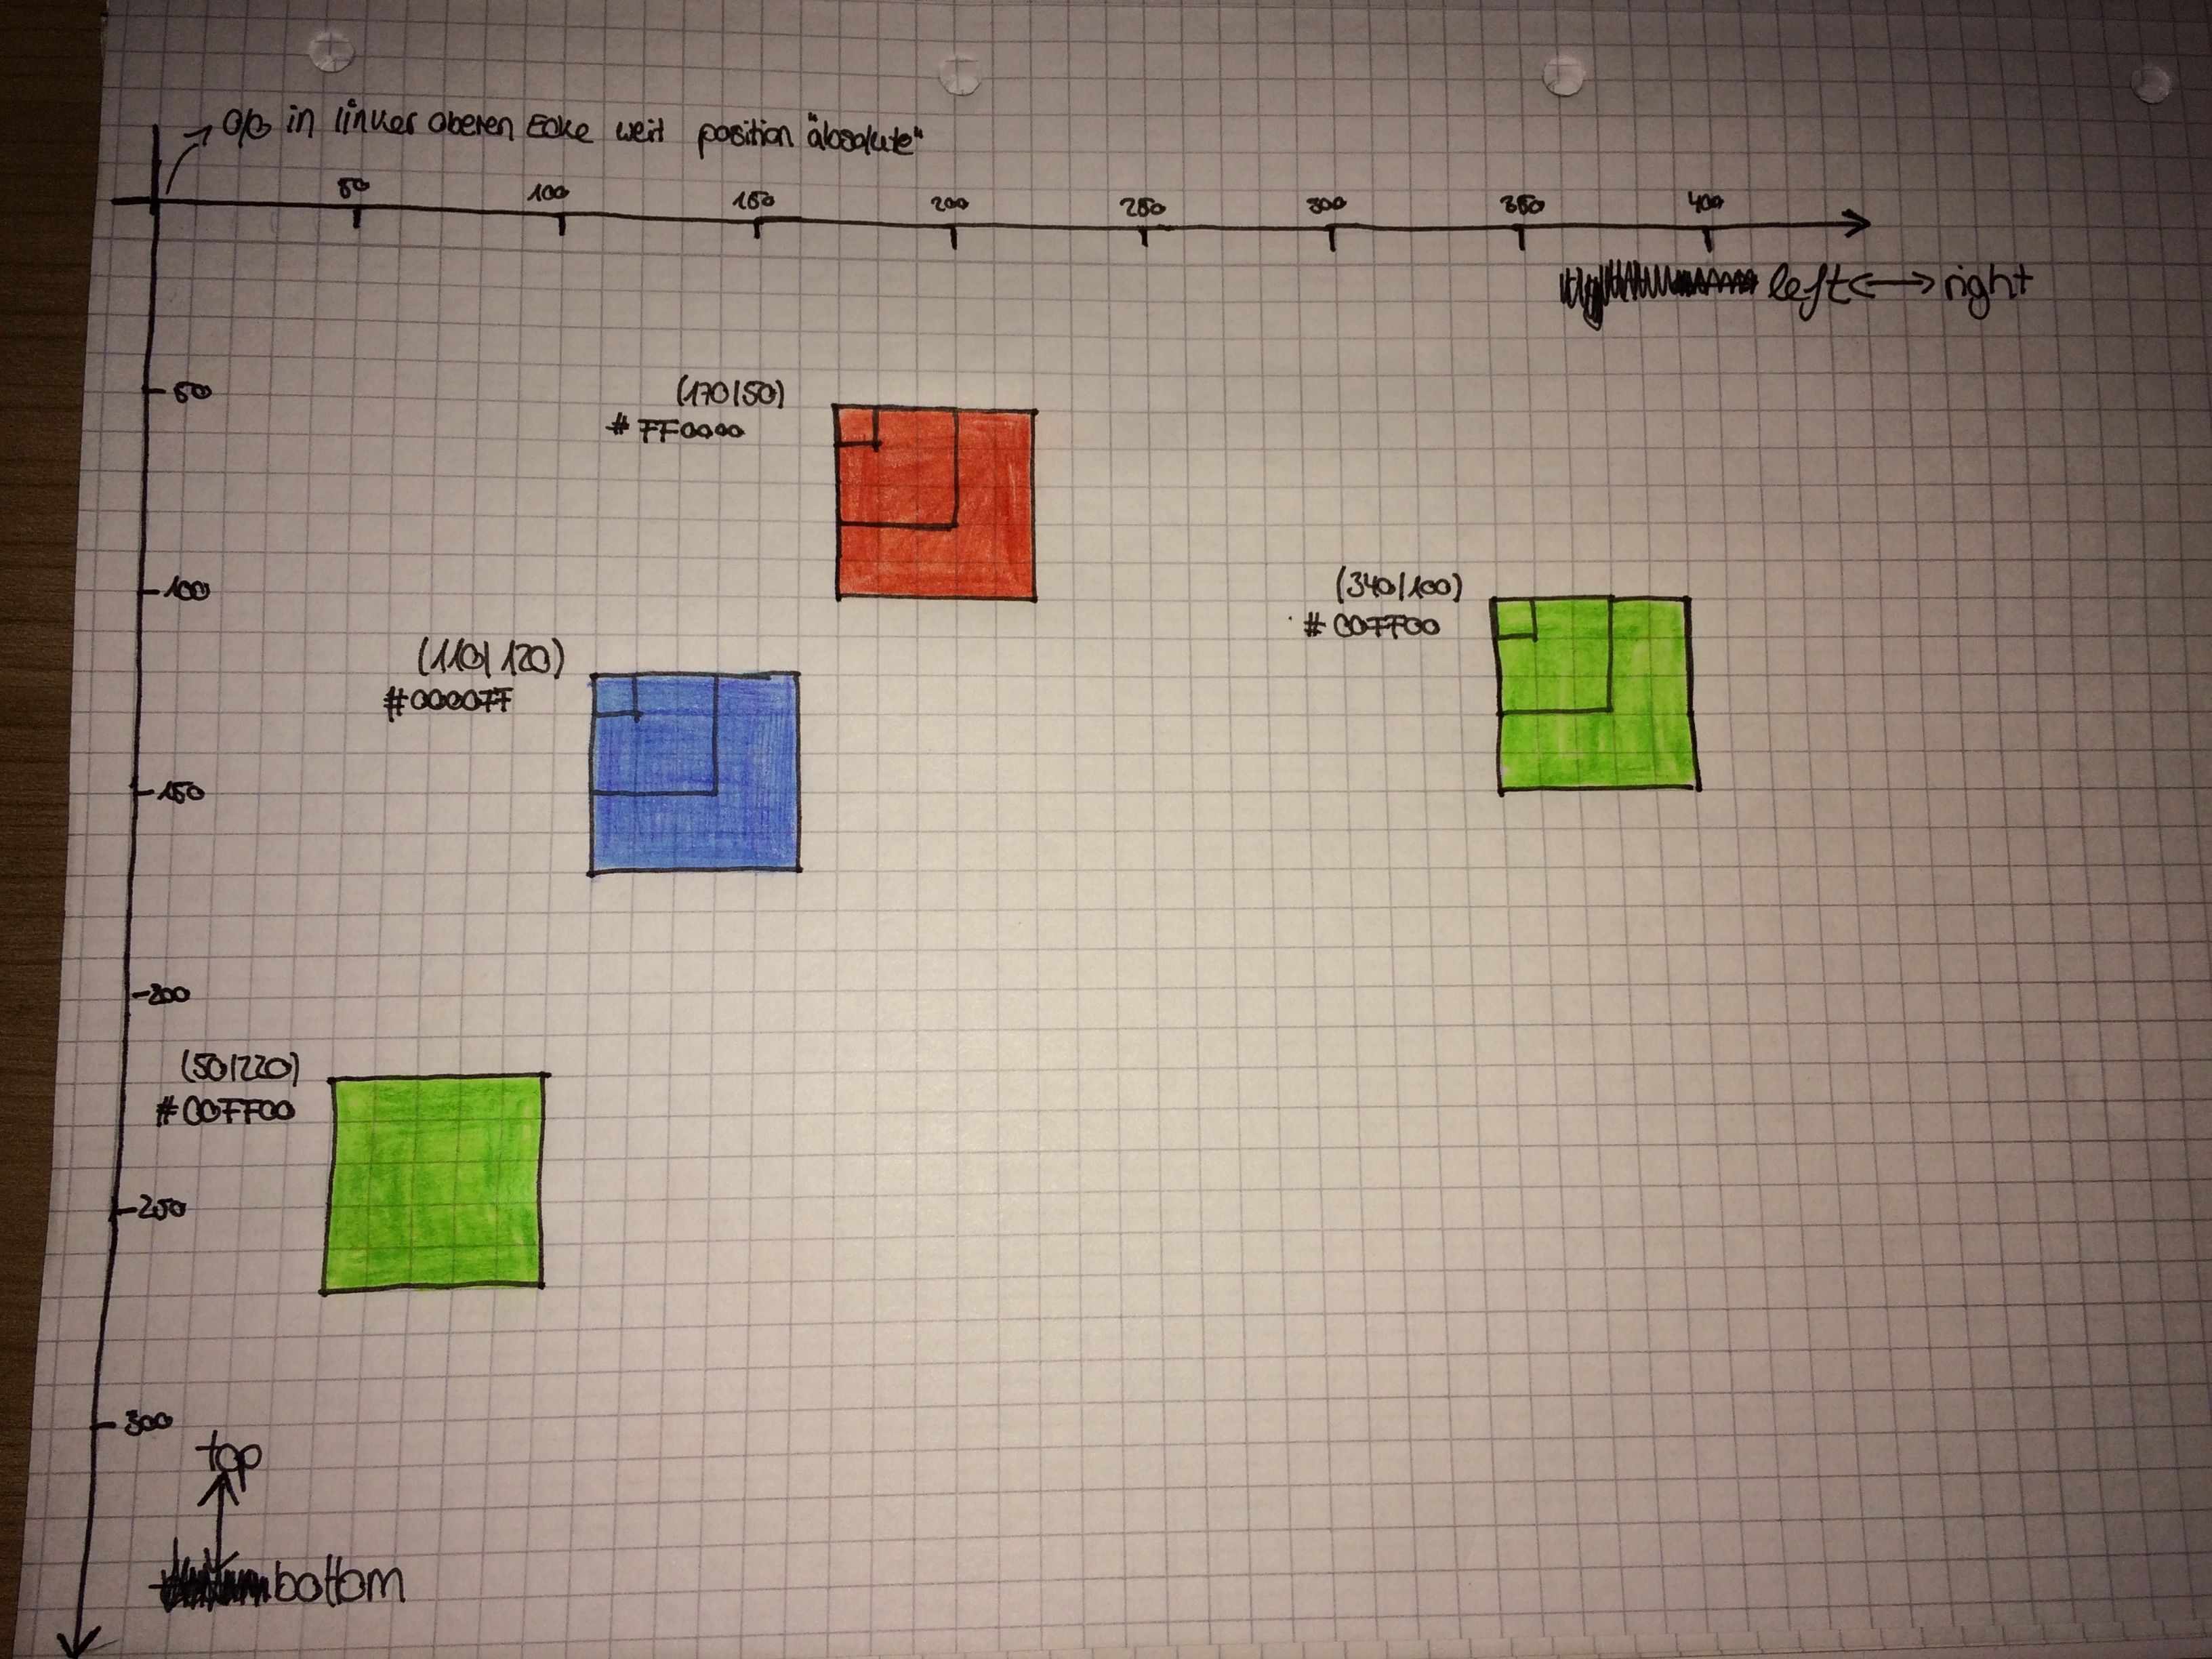 0/0 in linker oberen Ecke weil position "absolute"
50 100 150 200 250 300 350 400
left <-> right
50
(170/50)
#FF0000
100
(340/100)
#00FF00
(110/120)
#0000FF
150
200
(50/220)
#00FF00
250
300
top
bottom